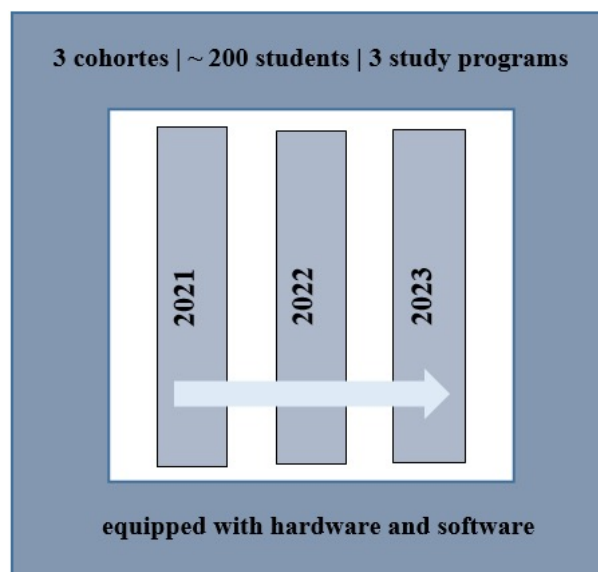 3 cohortes | ~ 200 students | 3 study programs
2021
2022
2023
equipped with hardware and software